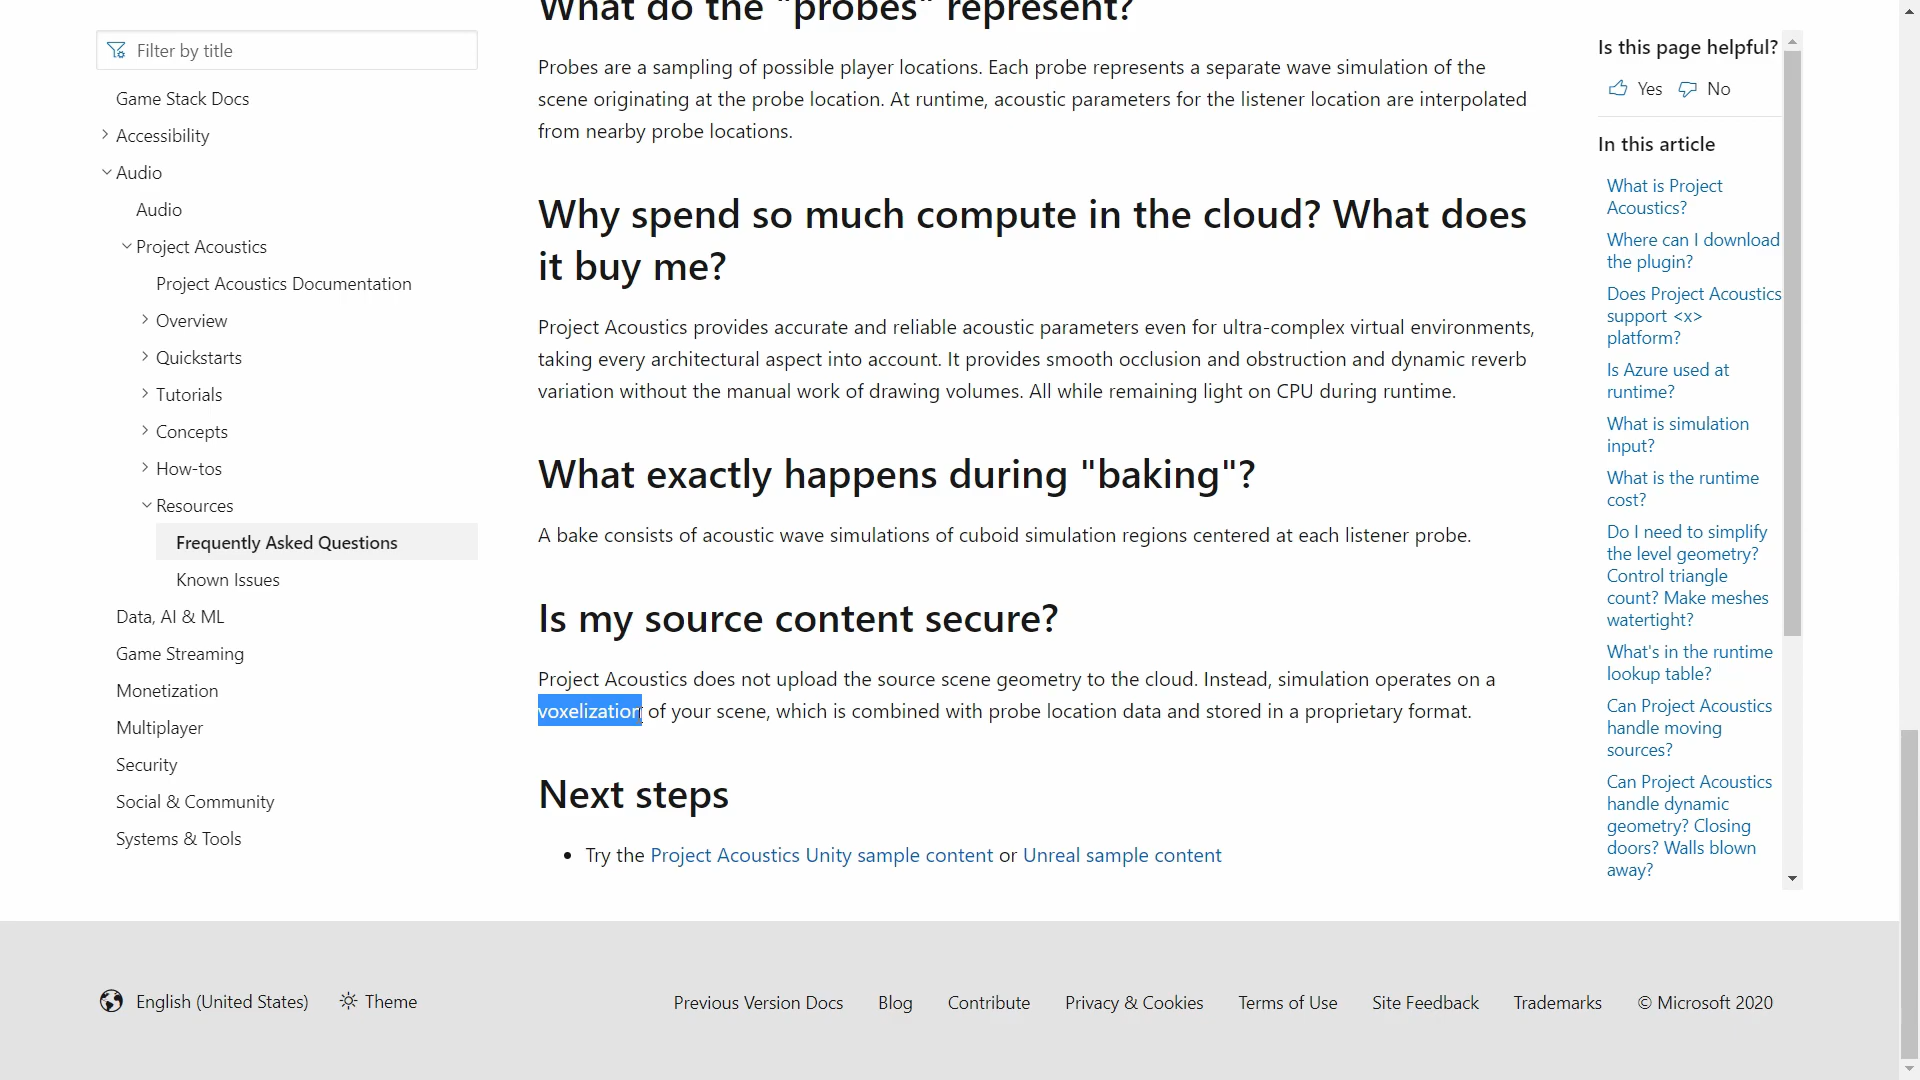 What do the "probes" represent?
Filter by title
Game Stack Docs
Accessibility
Audio
Audio
Project Acoustics
Project Acoustics Documentation
Overview
Quickstarts
Tutorials
Concepts
How-tos
Resources
Frequently Asked Questions
Known Issues
Data, AI & ML
Game Streaming
Monetization
Multiplayer
Security
Social & Community
Systems & Tools
Probes are a sampling of possible player locations. Each probe represents a separate wave simulation of the
scene originating at the probe location. At runtime, acoustic parameters for the listener location are interpolated
from nearby probe locations.
Why spend so much compute in the cloud? What does
it buy me?
Project Acoustics provides accurate and reliable acoustic parameters even for ultra-complex virtual environments,
taking every architectural aspect into account. It provides smooth occlusion and obstruction and dynamic reverb
variation without the manual work of drawing volumes. All while remaining light on CPU during runtime.
What exactly happens during "baking"?
A bake consists of acoustic wave simulations of cuboid simulation regions centered at each listener probe.
Is my source content secure?
Project Acoustics does not upload the source scene geometry to the cloud. Instead, simulation operates on a
voxelization of your scene, which is combined with probe location data and stored in a proprietary format.
Next steps
• Try the Project Acoustics Unity sample content or Unreal sample content
Is this page helpful?
Yes No
In this article
What is Project
Acoustics?
Where can I download
the plugin?
Does Project Acoustics
support <x>
platform?
Is Azure used at
runtime?
What is simulation
input?
What is the runtime
cost?
Do I need to simplify
the level geometry?
Control triangle
count? Make meshes
watertight?
What's in the runtime
lookup table?
Can Project Acoustics
handle moving
sources?
Can Project Acoustics
handle dynamic
geometry? Closing
doors? Walls blown
away?
English (United States) Theme
Previous Version Docs Blog Contribute Privacy & Cookies Terms of Use Site Feedback Trademarks © Microsoft 2020